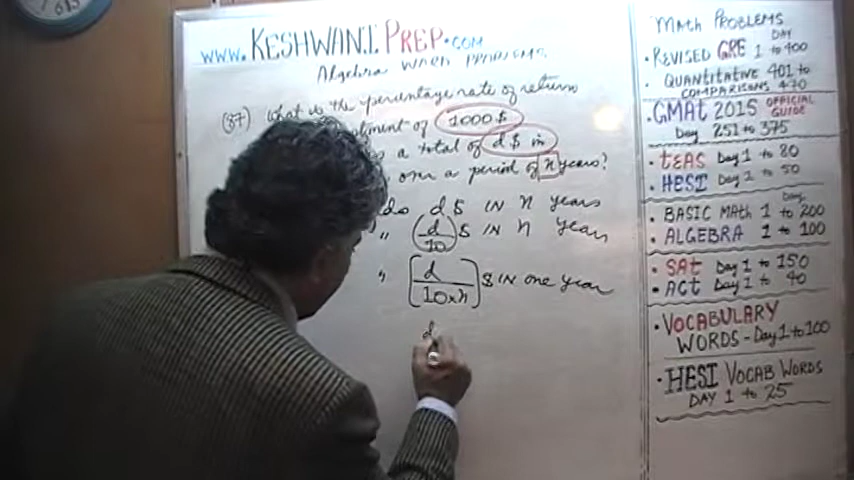 www.KESHWANI PREP.COM
Algebra WORD PROBLEMS
(37) What is the percentage rate of return
of 1000 $
a total of d $ in
over a period of n years?
do d $ IN n years
" ( d/10 ) $ IN n years
" [ d/10×n ] $ IN one year
d
MATH PROBLEMS
DAY
• REVISED GRE 1 to 400
• QUANTITATIVE 401 to
COMPARISONS 470
• GMAT 2015 OFFICIAL GUIDE
Day 251 to 375
• TEAS Day 1 to 80
• HESI Day 1 to 50
Day
• BASIC MATH 1 to 200
• ALGEBRA 1 to 100
• SAT Day 1 to 150
• ACT Day 1 to 40
• VOCABULARY
WORDS - Day 1 to 100
• HESI VOCAB WORDS
DAY 1 to 25